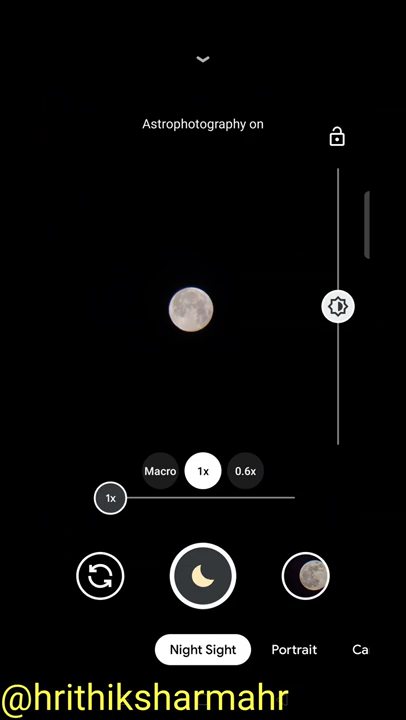 Astrophotography on
Macro 1x 0.6x
1x
Night Sight Portrait Ca
@hrithiksharmahr